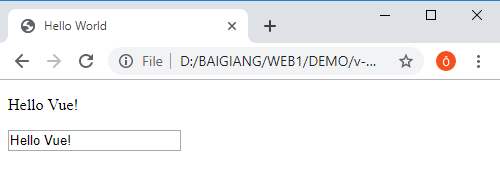 Hello World
File
D:/BAIGIANG/WEB1/DEMO/v-...
Ô
Hello Vue!
Hello Vue!